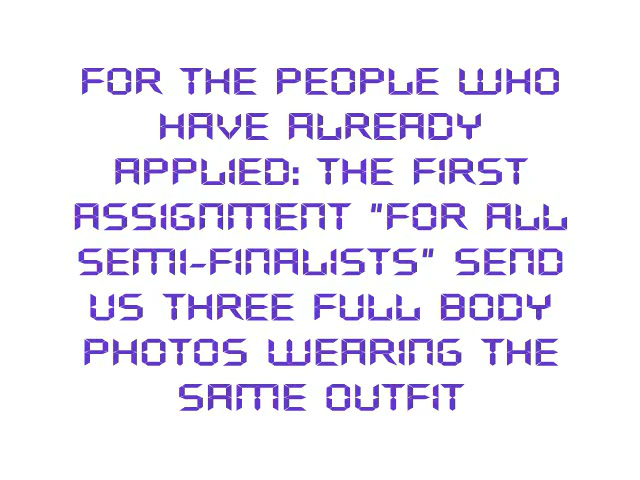 FOR THE PEOPLE WHO
HAVE ALREADY
APPLIED: THE FIRST
ASSIGNMENT "FOR ALL
SEMI-FINALISTS" SEND
US THREE FULL BODY
PHOTOS WEARING THE
SAME OUTFIT